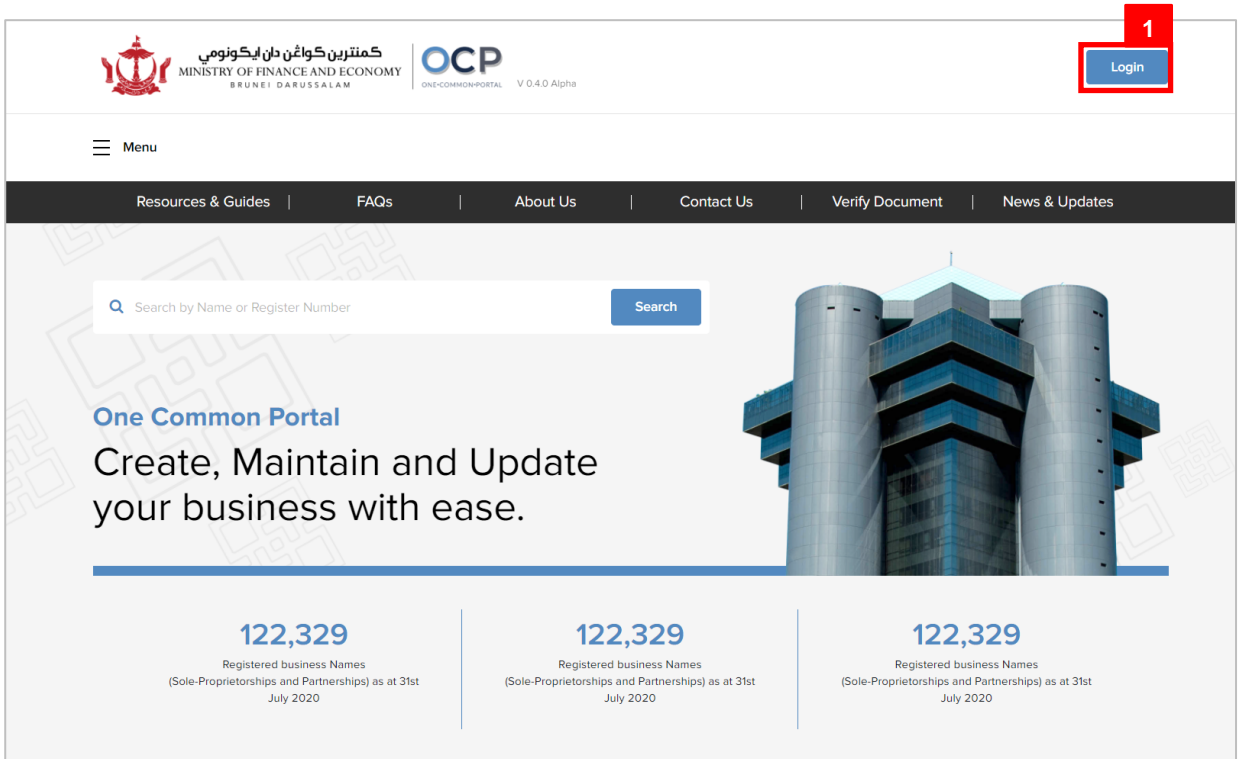 1
كمنترين كواڠن دان ايكونومي
MINISTRY OF FINANCE AND ECONOMY
BRUNEI DARUSSALAM
OCP
ONE-COMMON-PORTAL
V 0.4.0 Alpha
Login
Menu
Resources & Guides | FAQs | About Us | Contact Us | Verify Document | News & Updates
Search by Name or Register Number
Search
One Common Portal
Create, Maintain and Update
your business with ease.
122,329
Registered business Names
(Sole-Proprietorships and Partnerships) as at 31st
July 2020
122,329
Registered business Names
(Sole-Proprietorships and Partnerships) as at 31st
July 2020
122,329
Registered business Names
(Sole-Proprietorships and Partnerships) as at 31st
July 2020